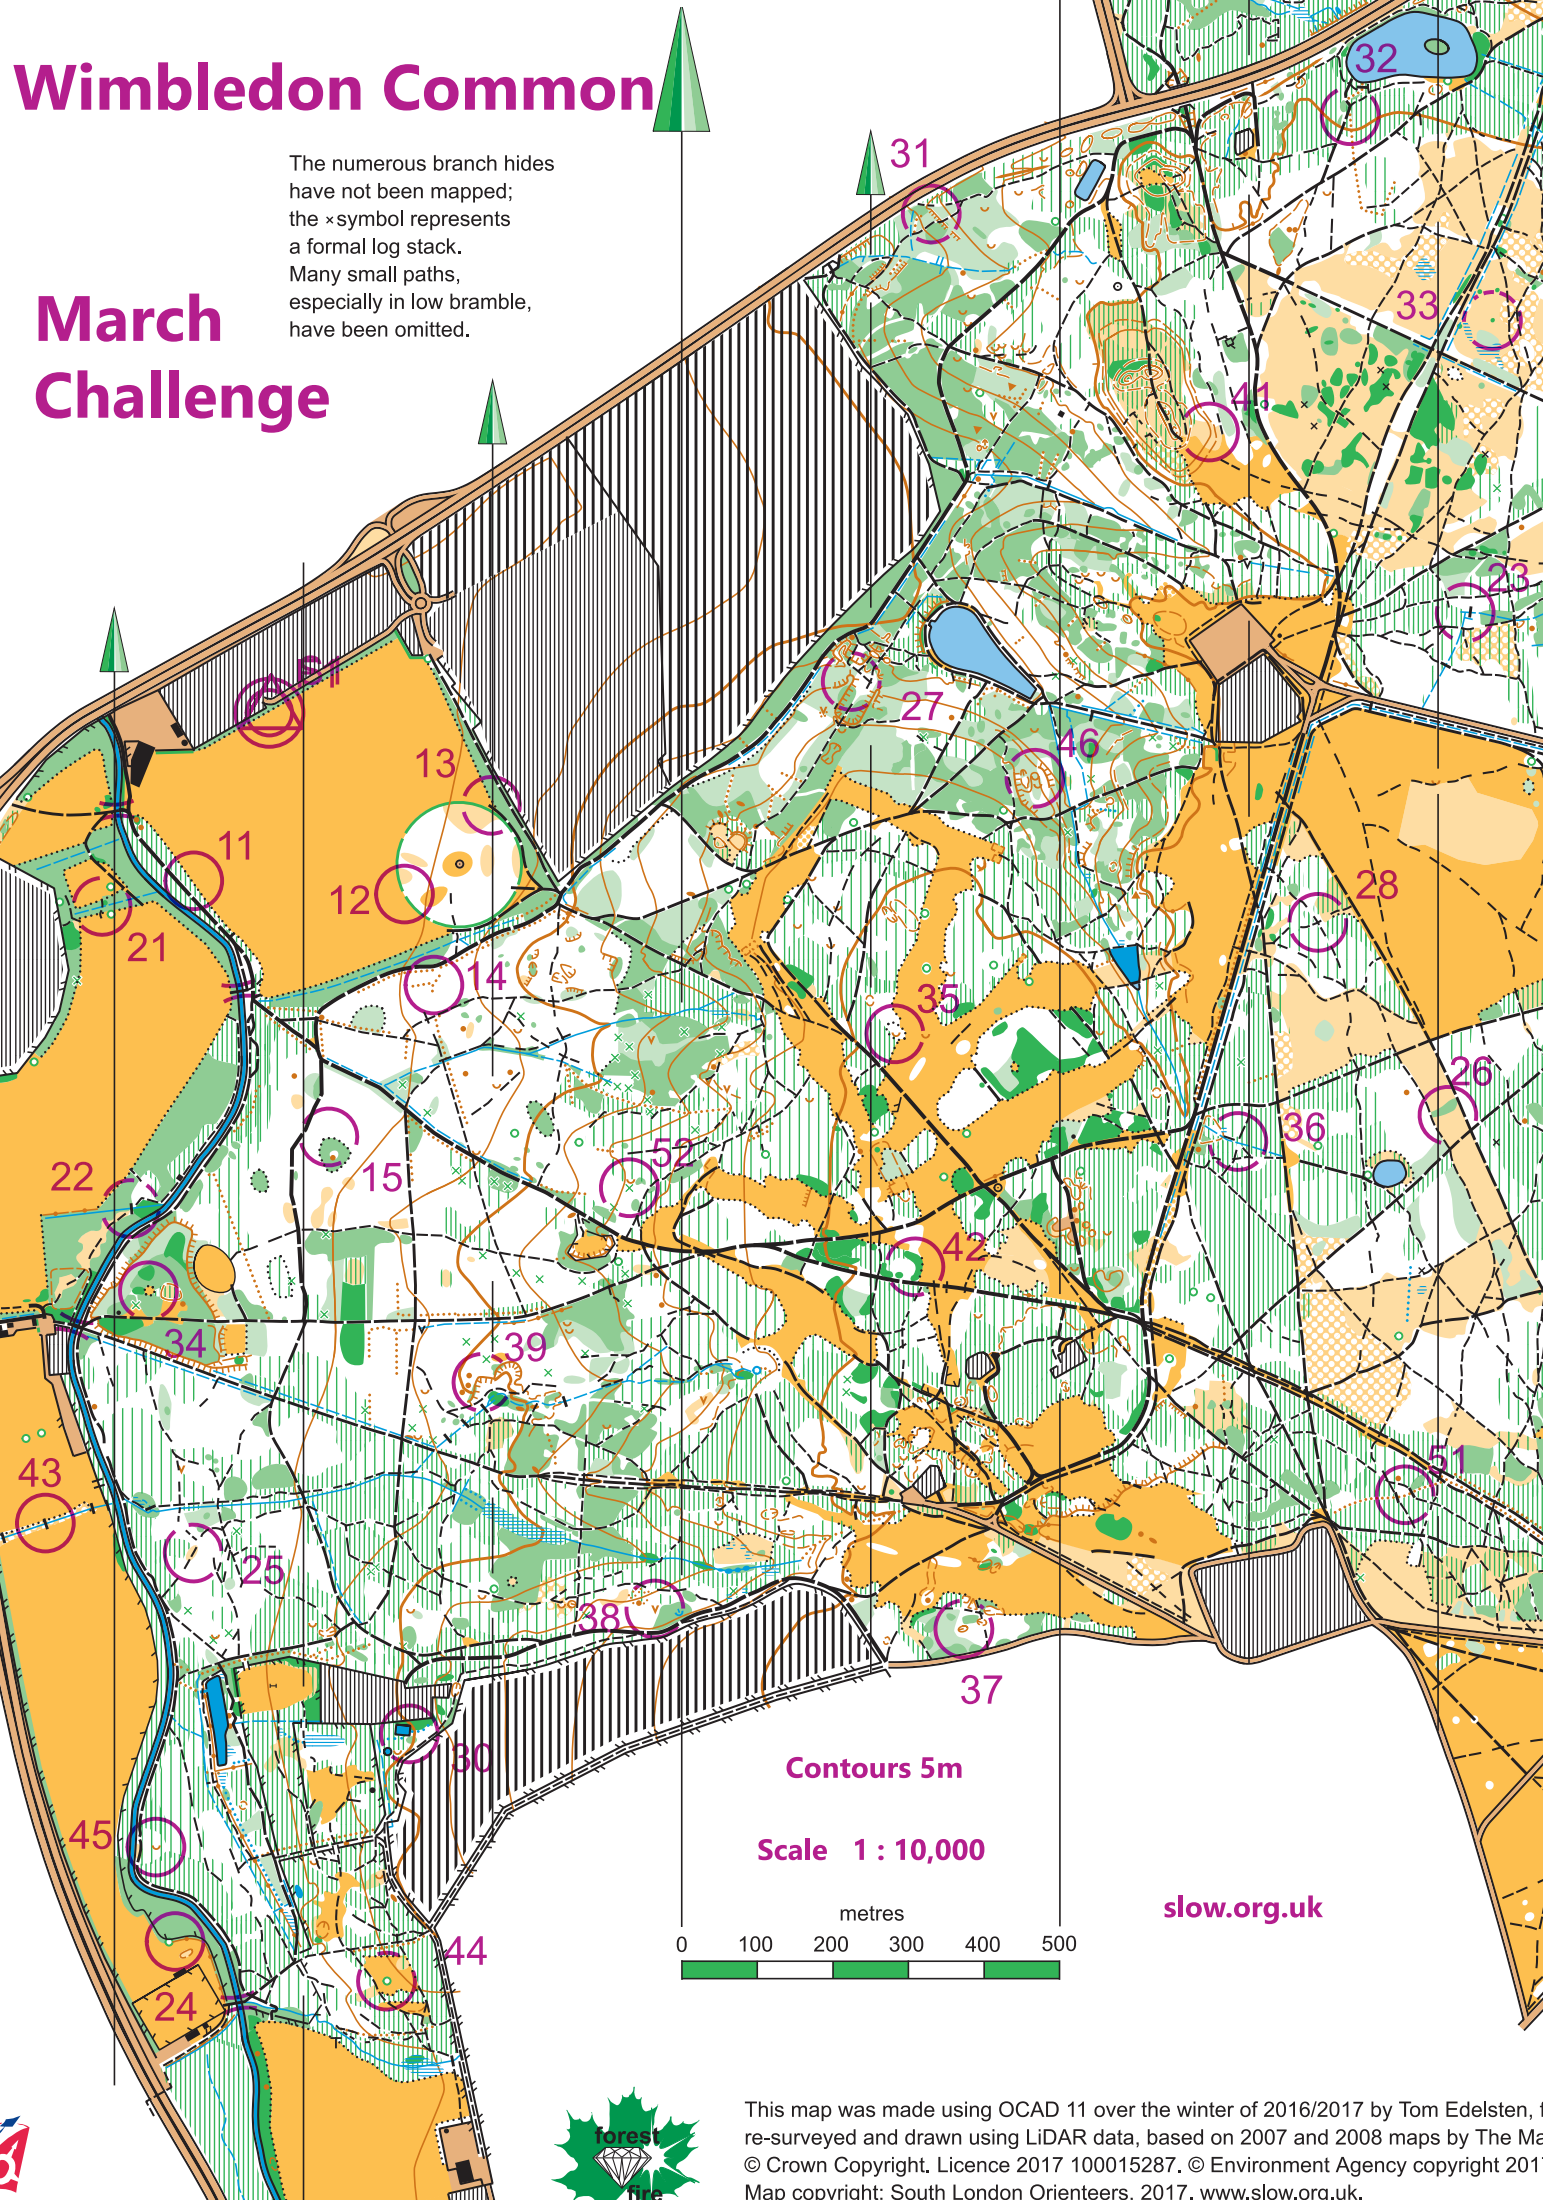 Wimbledon Common
The numerous branch hides
have not been mapped;
the × symbol represents
a formal log stack.
Many small paths,
especially in low bramble,
have been omitted.
March
Challenge
32
31
33
41
23
13
27
46
11
12
28
21
14
35
26
36
52
15
22
42
39
34
43
51
25
38
37
30
45
44
24
Contours 5m
Scale 1 : 10,000
slow.org.uk
metres
0 100 200 300 400 500
forest
fire
This map was made using OCAD 11 over the winter of 2016/2017 by Tom Edelsten,
re-surveyed and drawn using LiDAR data, based on 2007 and 2008 maps by The
© Crown Copyright. Licence 2017 100015287. © Environment Agency copyright
Map copyright: South London Orienteers, 2017. www.slow.org.uk.